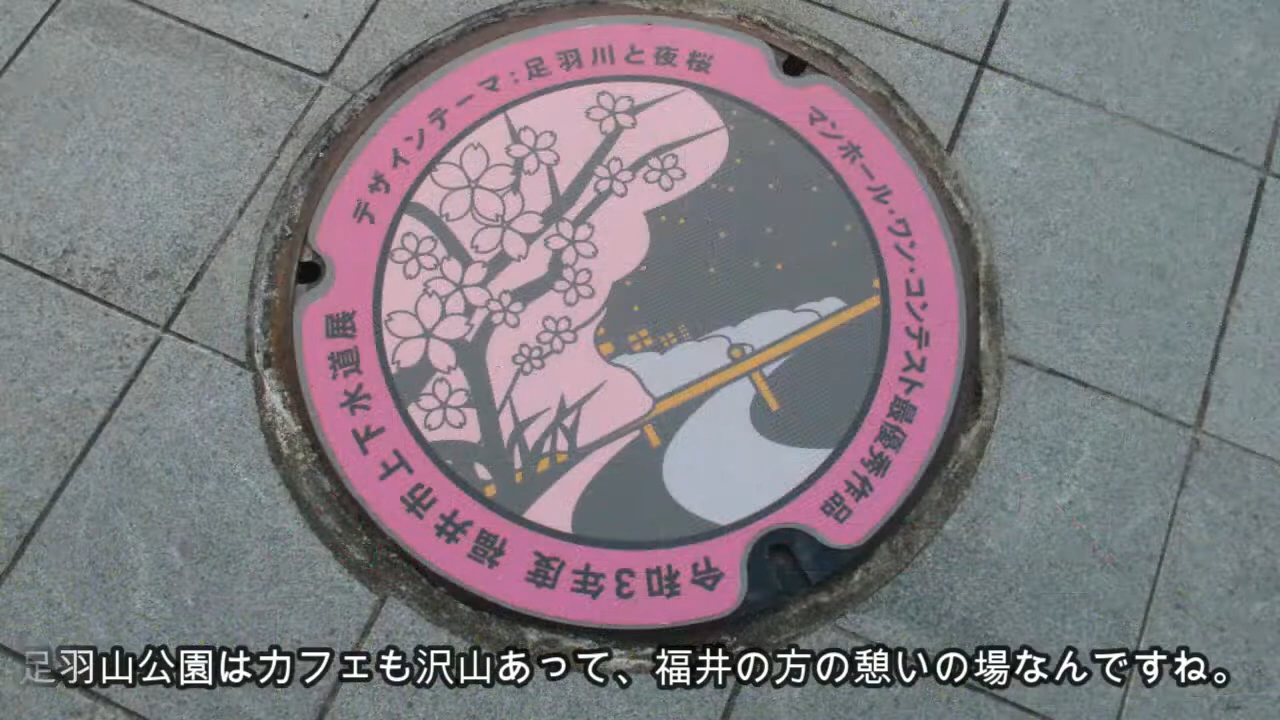 デザインテーマ:足羽川と夜桜
マンホール・ワン・コンテスト最優秀作品
令和3年度 福井市上下水道展
足羽山公園はカフェも沢山あって、福井の方の憩いの場なんですね。